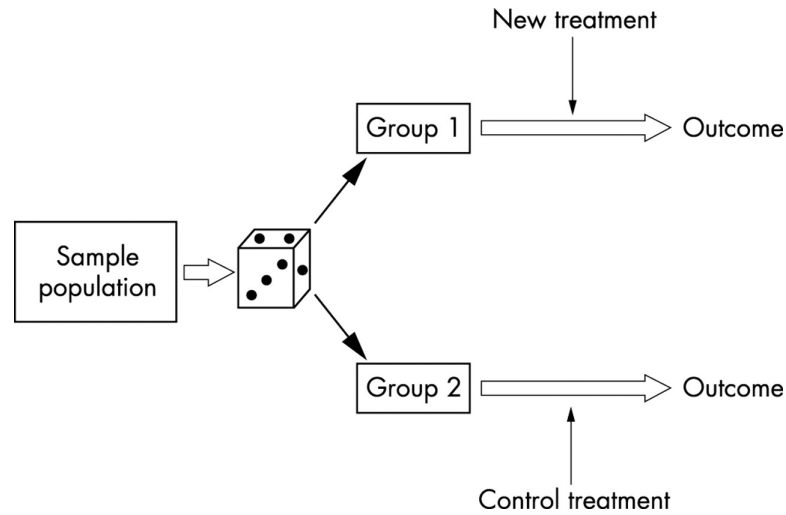 New treatment
Group 1
Outcome
Sample
population
Group 2
Outcome
Control treatment